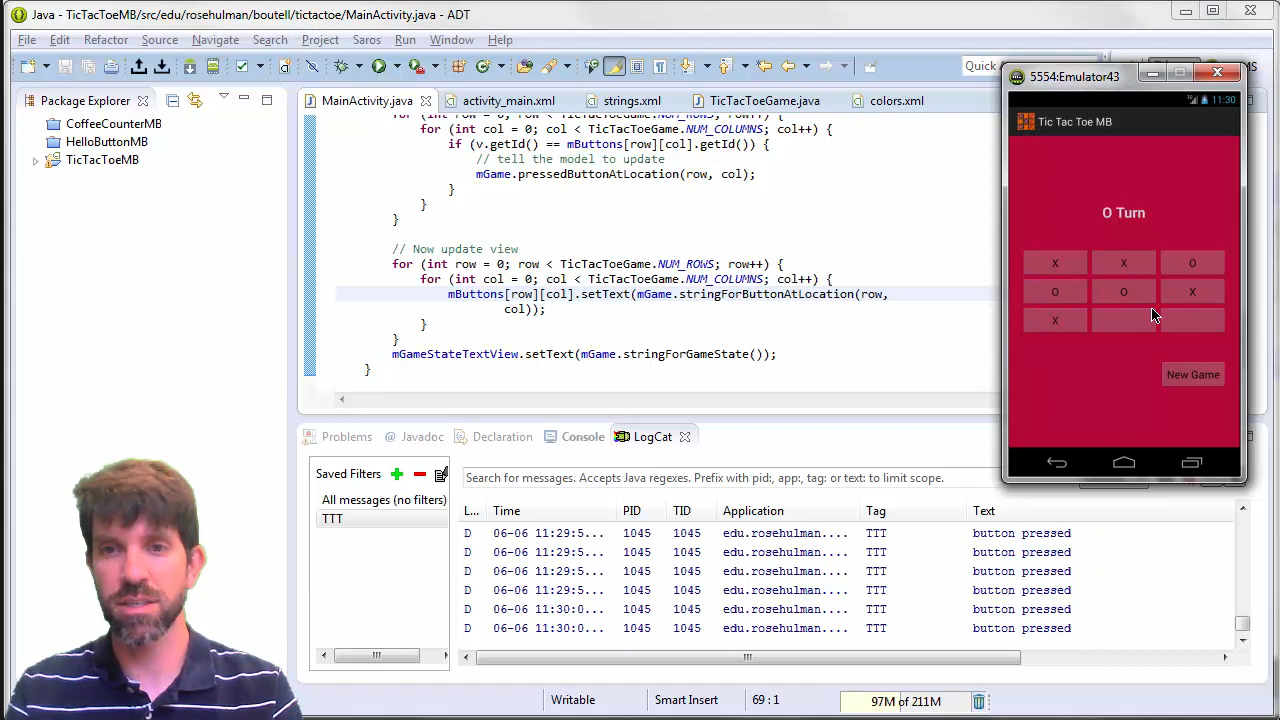 Java - TicTacToeMB/src/edu/rosehulman/boutell/tictactoe/MainActivity.java - ADT
File Edit Refactor Source Navigate Search Project Saros Run Window Help
Quick
Package Explorer
CoffeeCounterMB
HelloButtonMB
TicTacToeMB
MainActivity.java activity_main.xml strings.xml TicTacToeGame.java colors.xml
for (int row = 0; row < TicTacToeGame.NUM_ROWS; row++) {
for (int col = 0; col < TicTacToeGame.NUM_COLUMNS; col++) {
if (v.getId() == mButtons[row][col].getId()) {
// tell the model to update
mGame.pressedButtonAtLocation(row, col);
}
}
}
// Now update view
for (int row = 0; row < TicTacToeGame.NUM_ROWS; row++) {
for (int col = 0; col < TicTacToeGame.NUM_COLUMNS; col++) {
mButtons[row][col].setText(mGame.stringForButtonAtLocation(row,
col));
}
}
mGameStateTextView.setText(mGame.stringForGameState());
}
5554:Emulator43
11:30
Tic Tac Toe MB
O Turn
X X O
O O X
X
New Game
Problems Javadoc Declaration Console LogCat
Saved Filters
All messages (no filters)
TTT
Search for messages. Accepts Java regexes. Prefix with pid:, app:, tag: or text: to limit scope.
L... Time PID TID Application Tag Text
D 06-06 11:29:5... 1045 1045 edu.rosehulman.... TTT button pressed
D 06-06 11:29:5... 1045 1045 edu.rosehulman.... TTT button pressed
D 06-06 11:29:5... 1045 1045 edu.rosehulman.... TTT button pressed
D 06-06 11:29:5... 1045 1045 edu.rosehulman.... TTT button pressed
D 06-06 11:30:0... 1045 1045 edu.rosehulman.... TTT button pressed
D 06-06 11:30:0... 1045 1045 edu.rosehulman.... TTT button pressed
Writable Smart Insert 69 : 1 97M of 211M